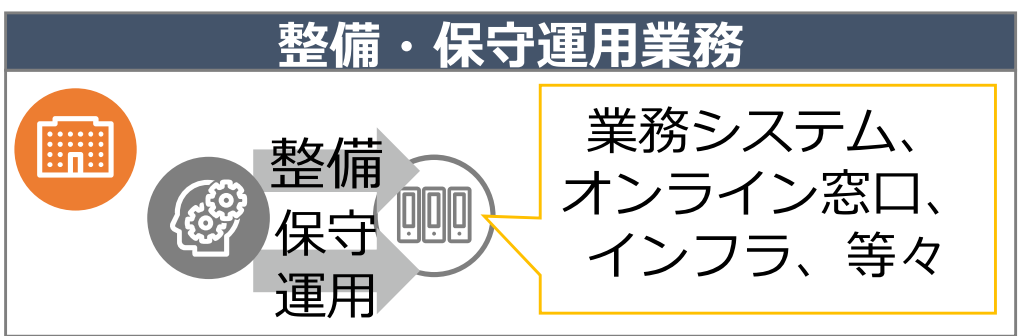 整備・保守運用業務
整備
保守
運用
業務システム、
オンライン窓口、
インフラ、等々